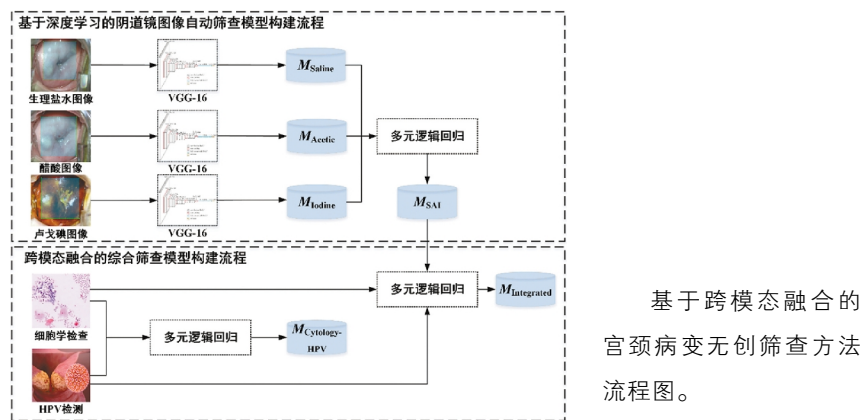 基于深度学习的阴道镜图像自动筛查模型构建流程
生理盐水图像
VGG-16
MSaline
醋酸图像
VGG-16
MAcetic
多元逻辑回归
卢戈碘图像
VGG-16
MIodine
MSAI
跨模态融合的综合筛查模型构建流程
细胞学检查
多元逻辑回归
MCytology-
HPV
多元逻辑回归
MIntegrated
HPV检测
基于跨模态融合的
宫颈病变无创筛查方法
流程图。